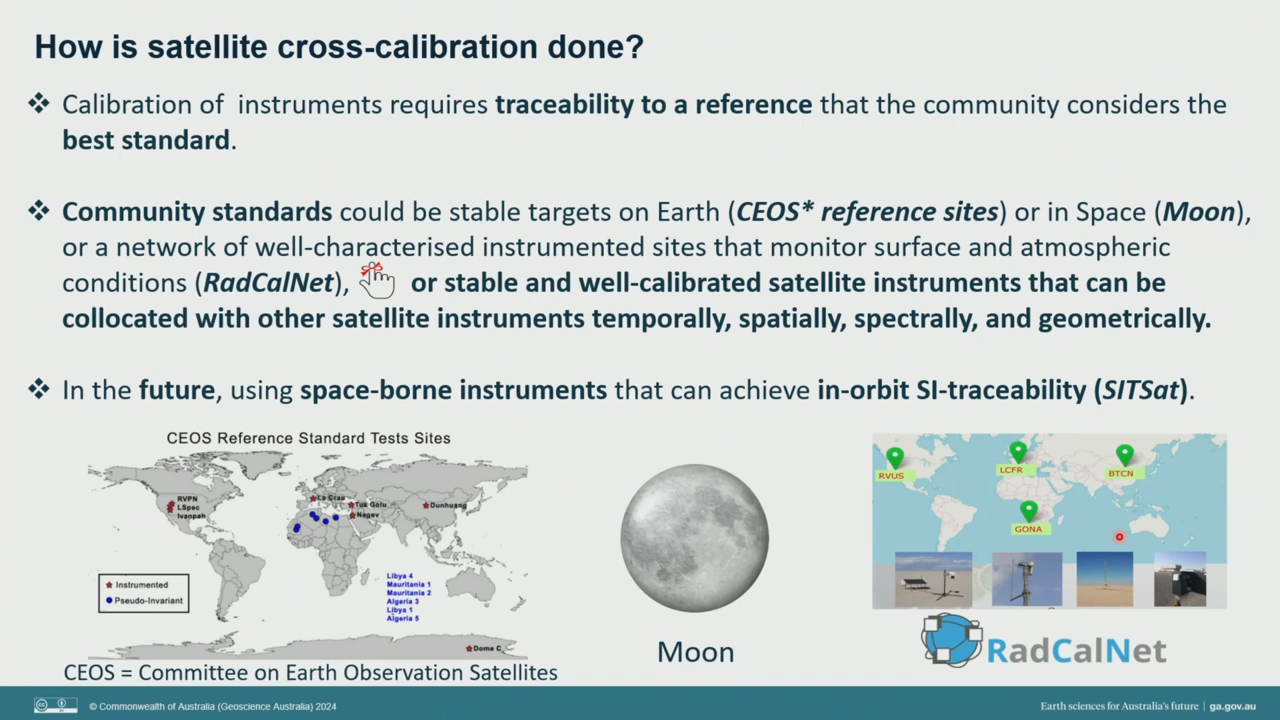 How is satellite cross-calibration done?
❖ Calibration of instruments requires traceability to a reference that the community considers the
best standard.
❖ Community standards could be stable targets on Earth (CEOS* reference sites) or in Space (Moon),
or a network of well-characterised instrumented sites that monitor surface and atmospheric
conditions (RadCalNet), or stable and well-calibrated satellite instruments that can be
collocated with other satellite instruments temporally, spatially, spectrally, and geometrically.
❖ In the future, using space-borne instruments that can achieve in-orbit SI-traceability (SITSat).
CEOS Reference Standard Tests Sites
RVPN
LSpec
Ivanpah
La Crau
Tuz Golu
Negev
Dunhuang
Instrumented
Pseudo-Invariant
Libya 4
Mauritania 1
Mauritania 2
Algeria 3
Libya 1
Algeria 5
Dome C
CEOS = Committee on Earth Observation Satellites
Moon
RVUS
LCFR
BTCN
GONA
RadCalNet
cc BY
© Commonwealth of Australia (Geoscience Australia) 2024
Earth sciences for Australia's future | ga.gov.au